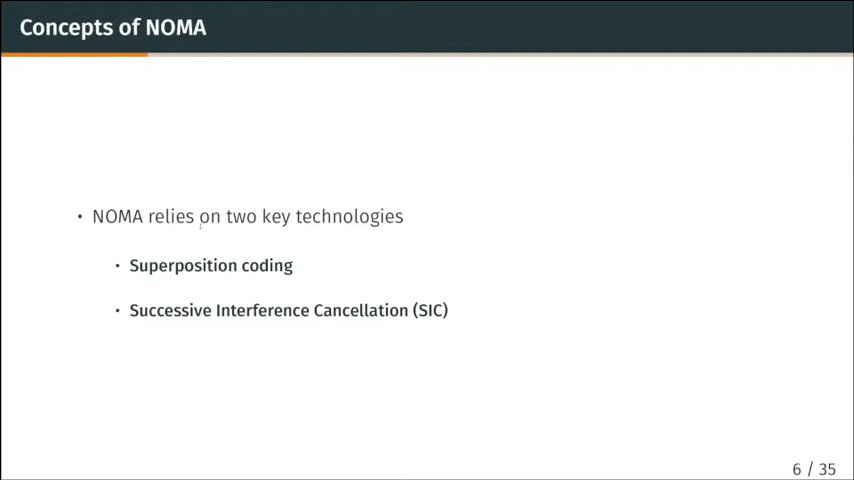 Concepts of NOMA
• NOMA relies on two key technologies
• Superposition coding
• Successive Interference Cancellation (SIC)
6 / 35